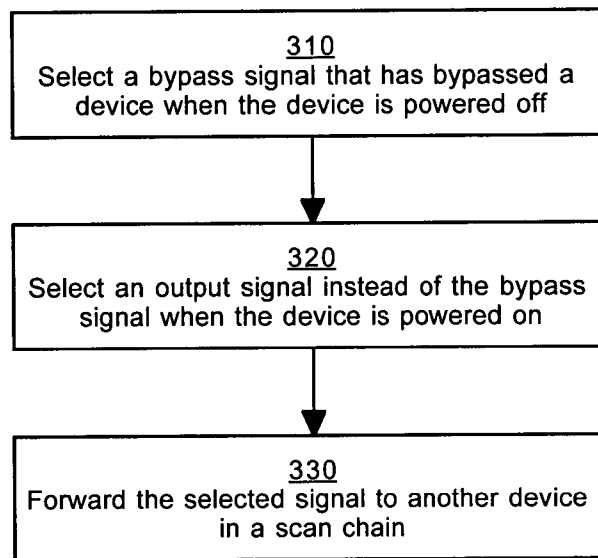 310
Select a bypass signal that has bypassed a
device when the device is powered off
320
Select an output signal instead of the bypass
signal when the device is powered on
330
Forward the selected signal to another device
in a scan chain